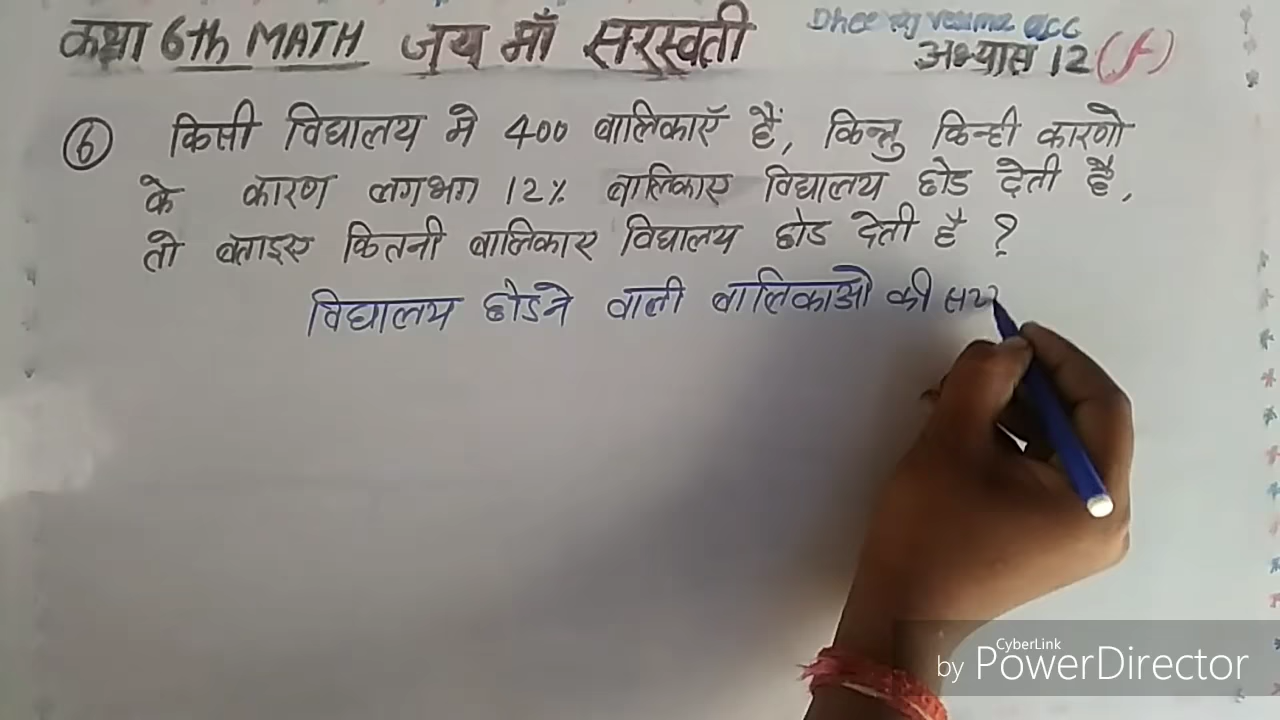 कक्षा 6th MATH जय माँ सरस्वती
अभ्यास 12 (f)
⑥ किसी विद्यालय मे 400 बालिकाएँ हैं, किन्तु किन्ही कारणो
के कारण लगभग 12% बालिकाए विद्यालय छोड देती है,
तो बताइए कितनी बालिकाए विद्यालय छोड देती है ?
विद्यालय छोडने वाली बालिकाओ की
CyberLink
by PowerDirector